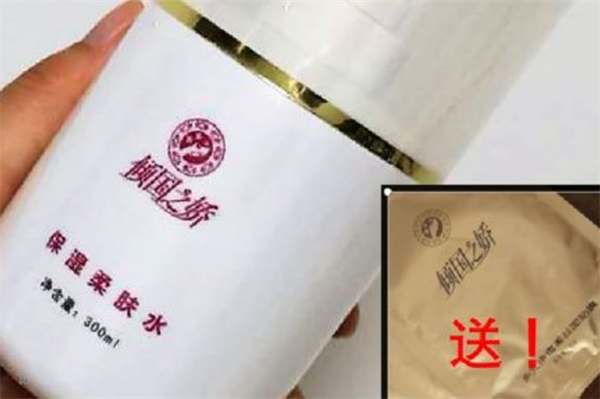 倾国之娇
保湿柔肤水
净含量：300ml
倾国之娇
送！